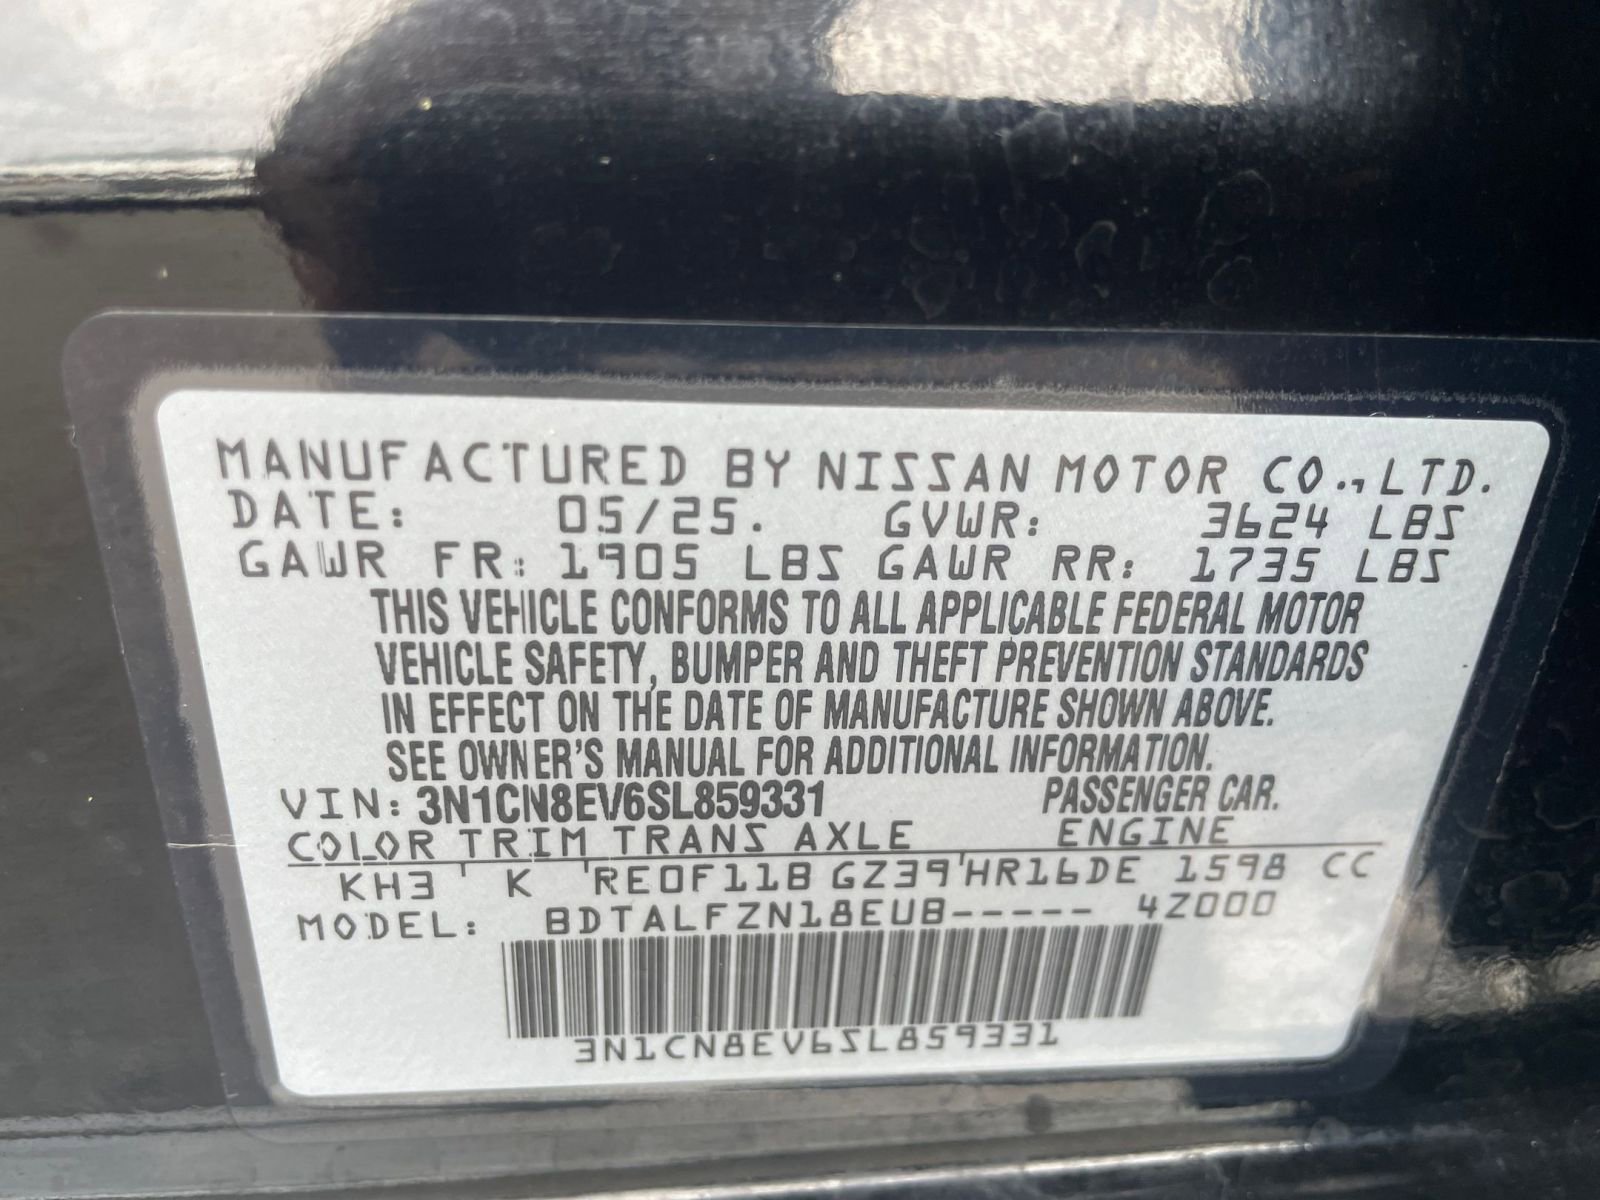 MANUFACTURED BY NISSAN MOTOR CO., LTD.
DATE: 05/25. GVWR: 3624 LBS
GAWR FR: 1905 LBS GAWR RR: 1735 LBS
THIS VEHICLE CONFORMS TO ALL APPLICABLE FEDERAL MOTOR
VEHICLE SAFETY, BUMPER AND THEFT PREVENTION STANDARDS
IN EFFECT ON THE DATE OF MANUFACTURE SHOWN ABOVE.
SEE OWNER'S MANUAL FOR ADDITIONAL INFORMATION.
VIN: 3N1CN8EV6SL859331 PASSENGER CAR.
COLOR TRIM TRANS AXLE ENGINE
KH3 K RE0F11B GZ39 HR16DE 1598 CC
MODEL: BDTALFZN18EUB----- 4Z000
3N1CN8EV6SL859331